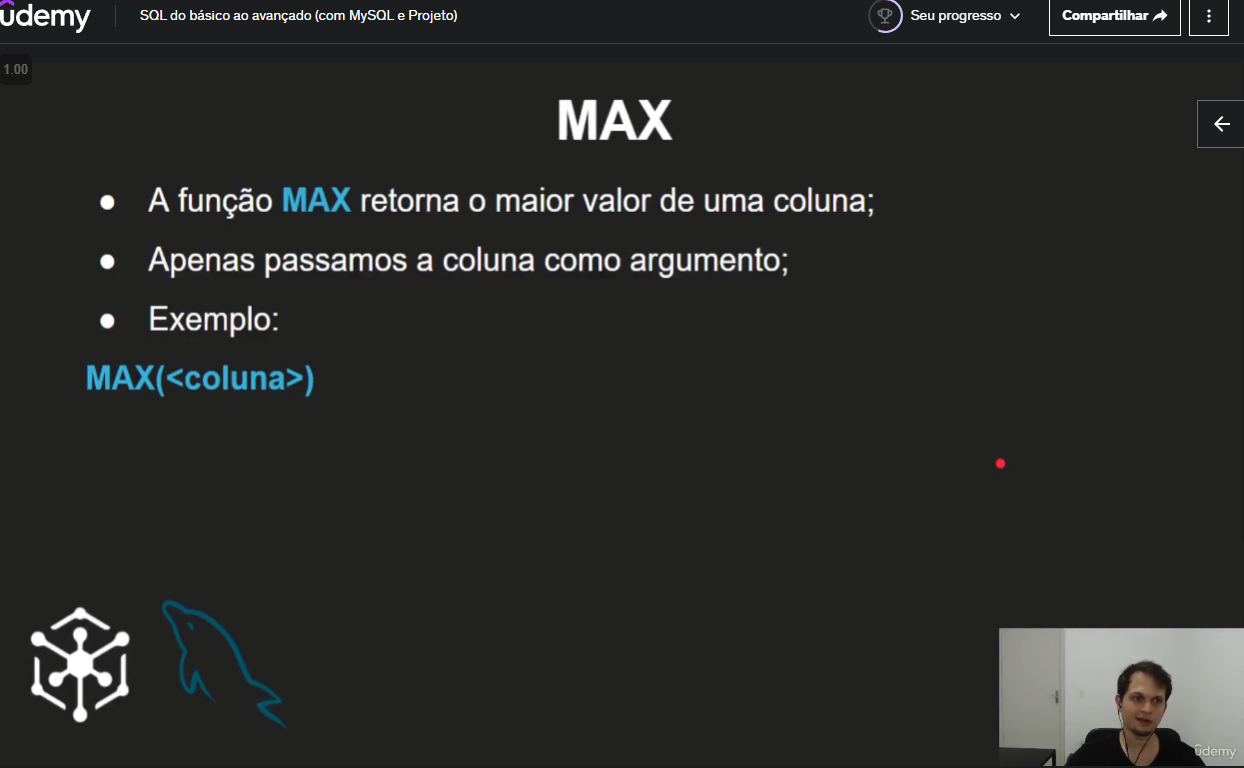 udemy
SQL do básico ao avançado (com MySQL e Projeto)
Seu progresso
Compartilhar
1.00
MAX
● A função MAX retorna o maior valor de uma coluna;
● Apenas passamos a coluna como argumento;
● Exemplo:
MAX(<coluna>)
udemy